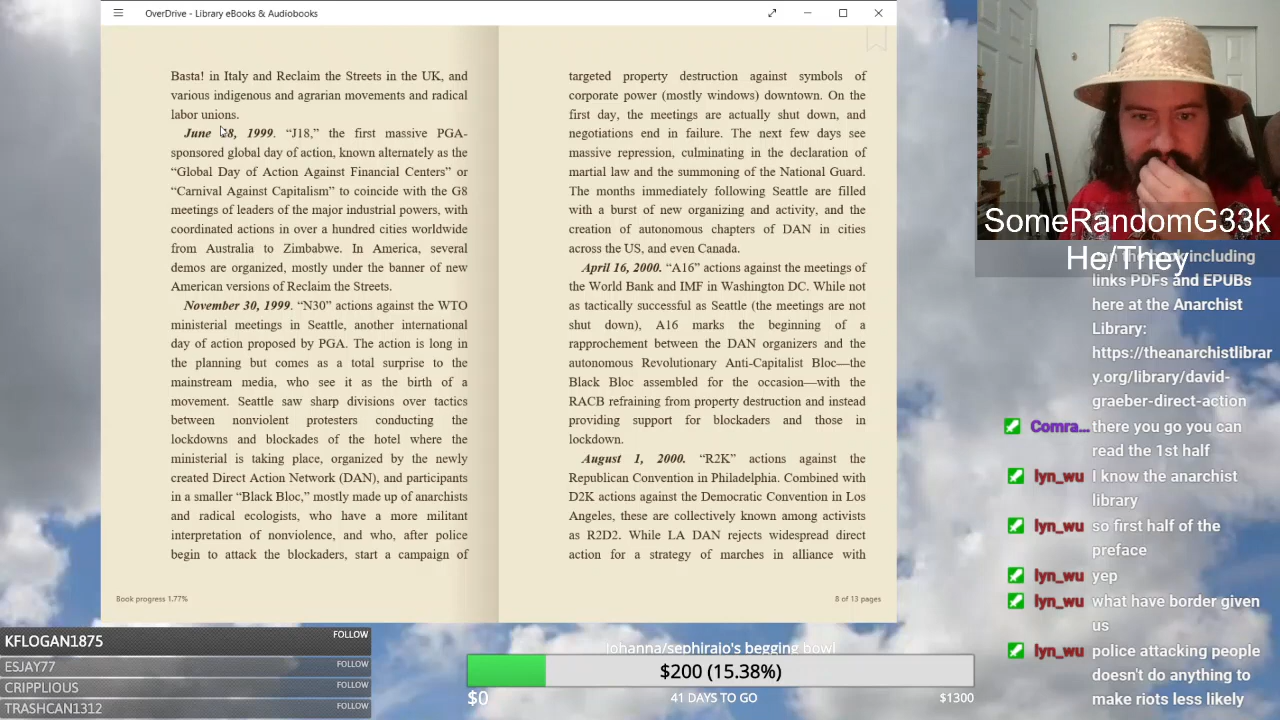 OverDrive - Library eBooks & Audiobooks
Basta! in Italy and Reclaim the Streets in the UK, and
various indigenous and agrarian movements and radical
labor unions.
June 18, 1999. “J18,” the first massive PGA-
sponsored global day of action, known alternately as the
“Global Day of Action Against Financial Centers” or
“Carnival Against Capitalism” to coincide with the G8
meetings of leaders of the major industrial powers, with
coordinated actions in over a hundred cities worldwide
from Australia to Zimbabwe. In America, several
demos are organized, mostly under the banner of new
American versions of Reclaim the Streets.
November 30, 1999. “N30” actions against the WTO
ministerial meetings in Seattle, another international
day of action proposed by PGA. The action is long in
the planning but comes as a total surprise to the
mainstream media, who see it as the birth of a
movement. Seattle saw sharp divisions over tactics
between nonviolent protesters conducting the
lockdowns and blockades of the hotel where the
ministerial is taking place, organized by the newly
created Direct Action Network (DAN), and participants
in a smaller “Black Bloc,” mostly made up of anarchists
and radical ecologists, who have a more militant
interpretation of nonviolence, and who, after police
begin to attack the blockaders, start a campaign of
Book progress 1.77%
targeted property destruction against symbols of
corporate power (mostly windows) downtown. On the
first day, the meetings are actually shut down, and
negotiations end in failure. The next few days see
massive repression, culminating in the declaration of
martial law and the summoning of the National Guard.
The months immediately following Seattle are filled
with a burst of new organizing and activity, and the
creation of autonomous chapters of DAN in cities
across the US, and even Canada.
April 16, 2000. “A16” actions against the meetings of
the World Bank and IMF in Washington DC. While not
as tactically successful as Seattle (the meetings are not
shut down), A16 marks the beginning of a
rapprochement between the DAN organizers and the
autonomous Revolutionary Anti-Capitalist Bloc—the
Black Bloc assembled for the occasion—with the
RACB refraining from property destruction and instead
providing support for blockaders and those in
lockdown.
August 1, 2000. “R2K” actions against the
Republican Convention in Philadelphia. Combined with
D2K actions against the Democratic Convention in Los
Angeles, these are collectively known among activists
as R2D2. While LA DAN rejects widespread direct
action for a strategy of marches in alliance with
8 of 13 pages
SomeRandomG33k
He/They
the book including
links PDFs and EPUBs
here at the Anarchist
Library:
https://theanarchistlibrar
y.org/library/david-
graeber-direct-action
Comra... there you go you can
read the 1st half
lyn_wu I know the anarchist
library
lyn_wu so first half of the
preface
lyn_wu yep
lyn_wu what have border given
us
lyn_wu police attacking people
doesn't do anything to
make riots less likely
KFLOGAN1875 FOLLOW
ESJAY77 FOLLOW
CRIPPLIOUS FOLLOW
TRASHCAN1312 FOLLOW
Johanna/sephirajo's begging bowl
$200 (15.38%)
$0 41 DAYS TO GO $1300